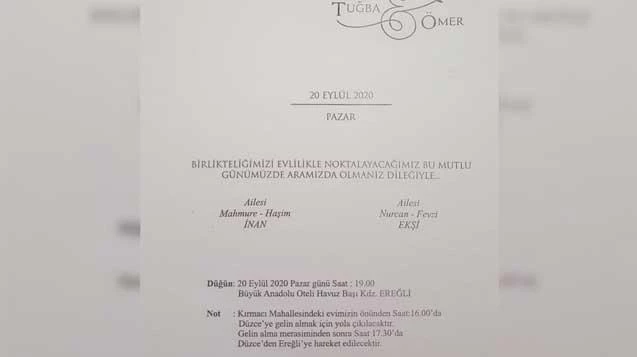 TUĞBA
& ÖMER
20 EYLÜL 2020
PAZAR
BİRLİKTELİĞİMİZİ EVLİLİKLE NOKTALAYACAĞIMIZ BU MUTLU
GÜNÜMÜZDE ARAMIZDA OLMANIZ DİLEĞİYLE...
Ailesi
Mahmure - Haşim
İNAN
Ailesi
Nurcan - Fevzi
EKŞİ
Düğün: 20 Eylül 2020 Pazar günü Saat : 19.00
Büyük Anadolu Oteli Havuz Başı Kdz. EREĞLİ
Not : Kırmacı Mahallesindeki evimizin önünden Saat:16.00'da
Düzce'ye gelin almak için yola çıkılacaktır.
Gelin alma merasiminden sonra Saat 17.30'da
Düzce'den Ereğli'ye hareket edilecektir.